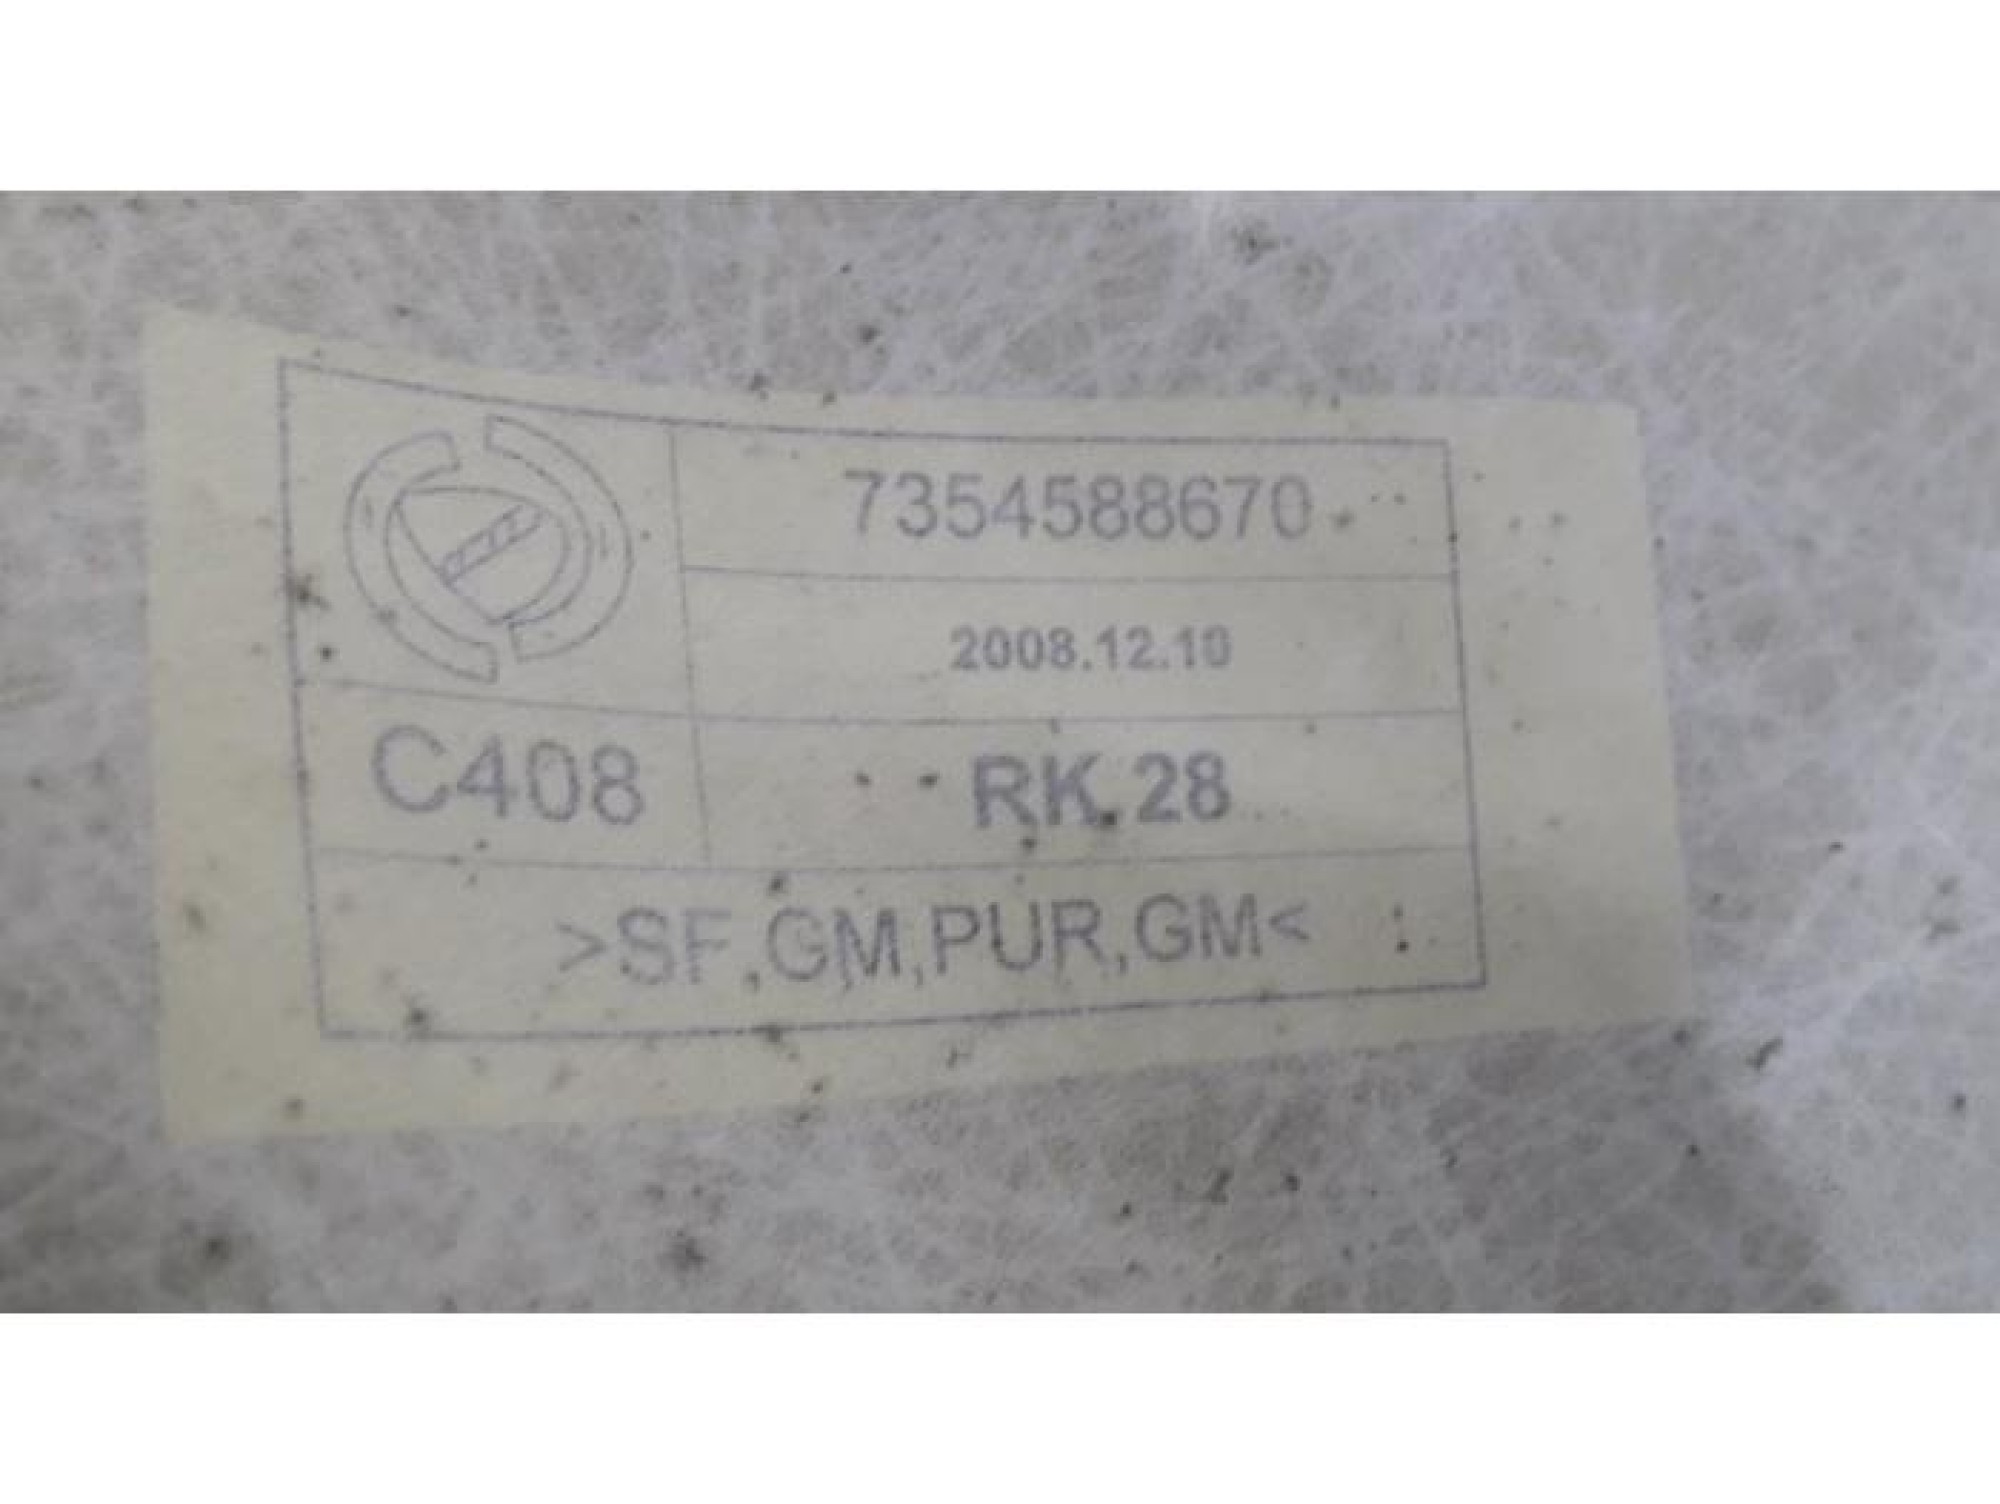 7354588670
2008.12.10
C408
RK.28
>SF,GM,PUR,GM<